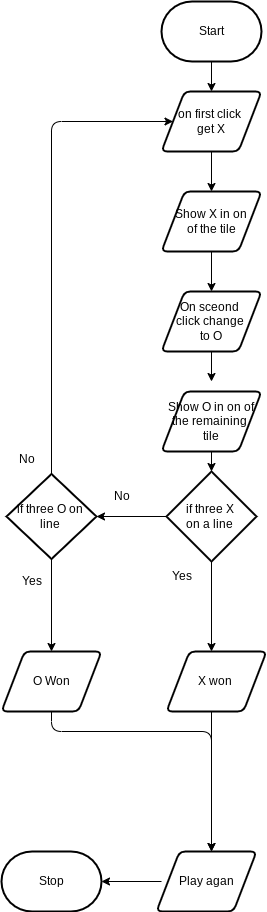 Start
on first click
get X
Show X in on
of the tile
On sceond
click change
to O
Show O in on of
the remaining
tile
No
No
if three O on
line
if three X
on a line
Yes
Yes
O Won
X won
Stop
Play agan